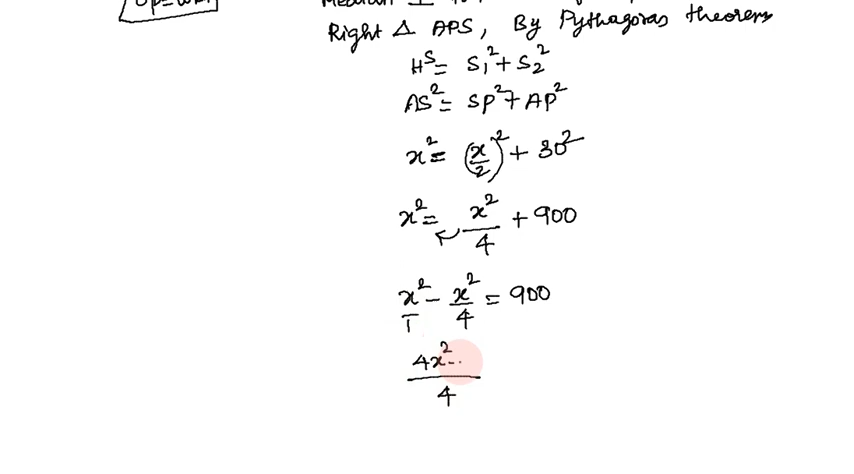 Right Δ APS, By Pythagoras theorem
H^S = S₁² + S₂²
AS² = SP² + AP²
x² = (x/2)² + 30²
x² = x²/4 + 900
x²/1 - x²/4 = 900
4x² -/4